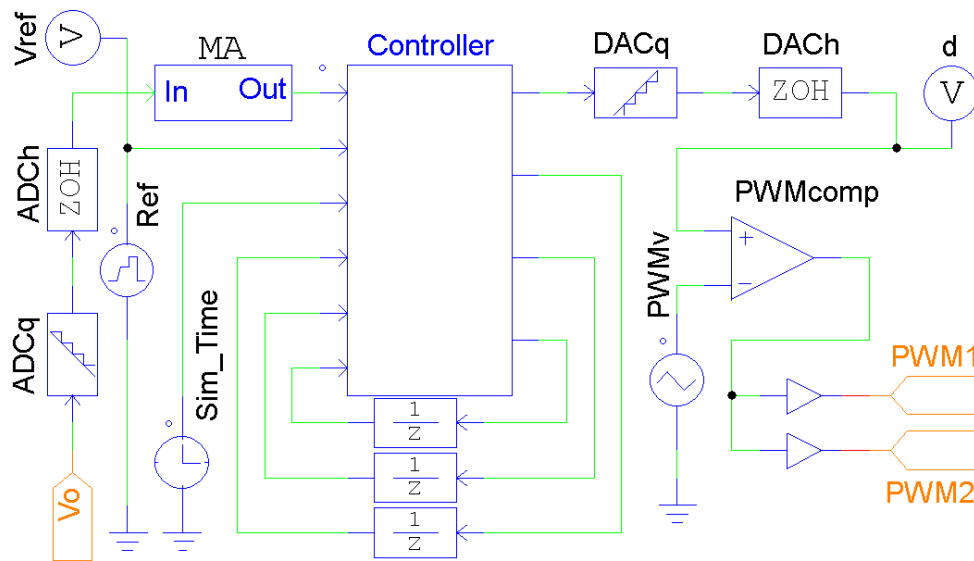 Vref
V
MA
In
Out
Controller
DACq
DACh
ZOH
d
V
ADCh
ZOH
Ref
PWMcomp
+
−
PWMv
ADCq
Sim_Time
Vo
1
z
1
z
1
z
PWM1
PWM2